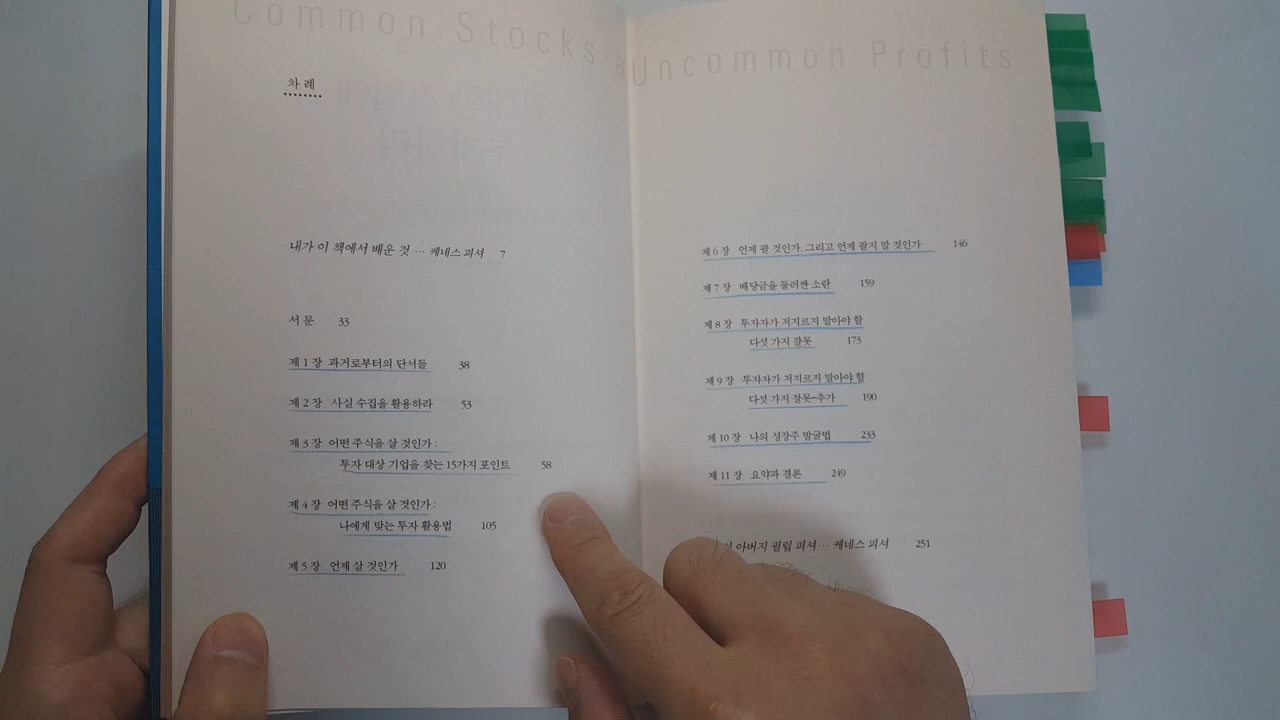 Common Stocks a
Uncommon Profits
차 례
내가 이 책에서 배운 것 … 케네스 피셔 7
서 문 33
제 1 장 과거로부터의 단서들 38
제 2 장 사실 수집을 활용하라 53
제 3 장 어떤 주식을 살 것인가 :
투자 대상 기업을 찾는 15가지 포인트 58
제 4 장 어떤 주식을 살 것인가 :
나에게 맞는 투자 활용법 105
제 5 장 언제 살 것인가 120
제 6 장 언제 팔 것인가, 그리고 언제 팔지 말 것인가 146
제 7 장 배당금을 둘러싼 소란 159
제 8 장 투자자가 저지르지 말아야 할
다섯 가지 잘못 173
제 9 장 투자자가 저지르지 말아야 할
다섯 가지 잘못-추가 190
제 10 장 나의 성장주 발굴법 233
제 11 장 요약과 결론 249
아버지 필립 피셔 … 케네스 피셔 251